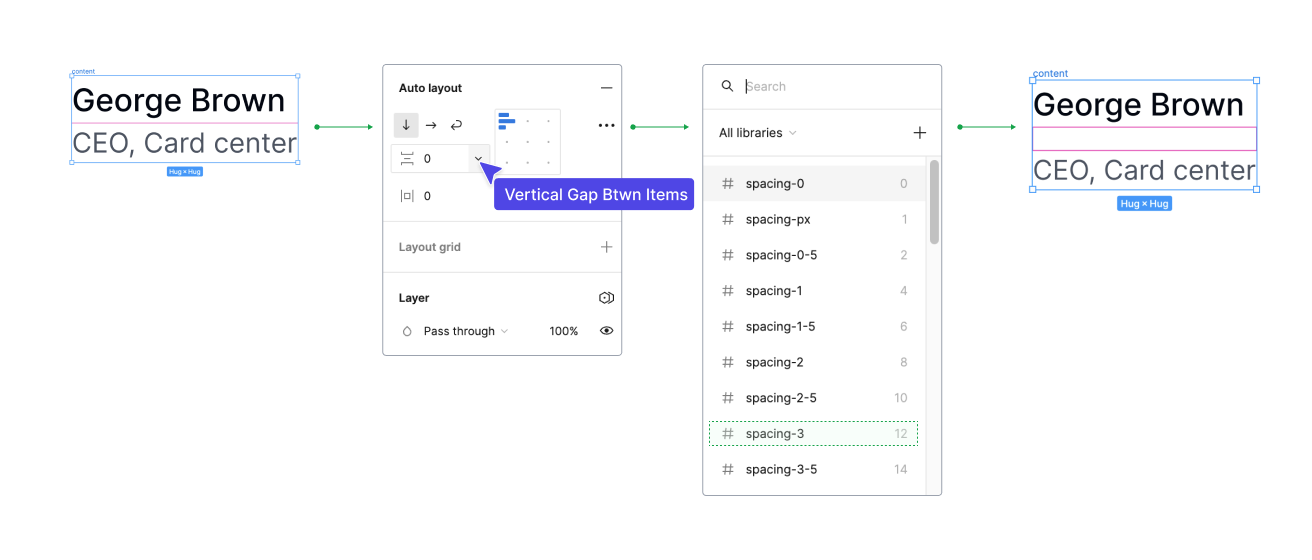 content
George Brown
CEO, Card center
Hug × Hug
Auto layout
0
0
Vertical Gap Btwn Items
Layout grid
Layer
Pass through 100%
Search
All libraries
spacing-0 0
spacing-px 1
spacing-0-5 2
spacing-1 4
spacing-1-5 6
spacing-2 8
spacing-2-5 10
spacing-3 12
spacing-3-5 14
content
George Brown
CEO, Card center
Hug × Hug